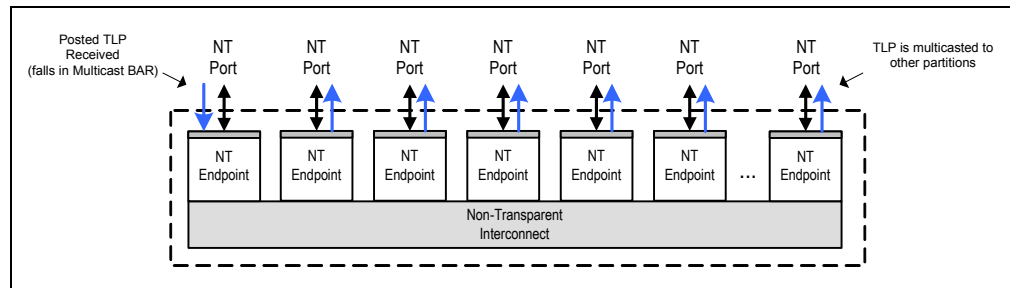 Posted TLP
Received
(falls in Multicast BAR)
NT
Port
NT
Port
NT
Port
NT
Port
NT
Port
NT
Port
NT
Port
TLP is multicasted to
other partitions
NT
Endpoint
NT
Endpoint
NT
Endpoint
NT
Endpoint
NT
Endpoint
NT
Endpoint
...
NT
Endpoint
Non-Transparent
Interconnect